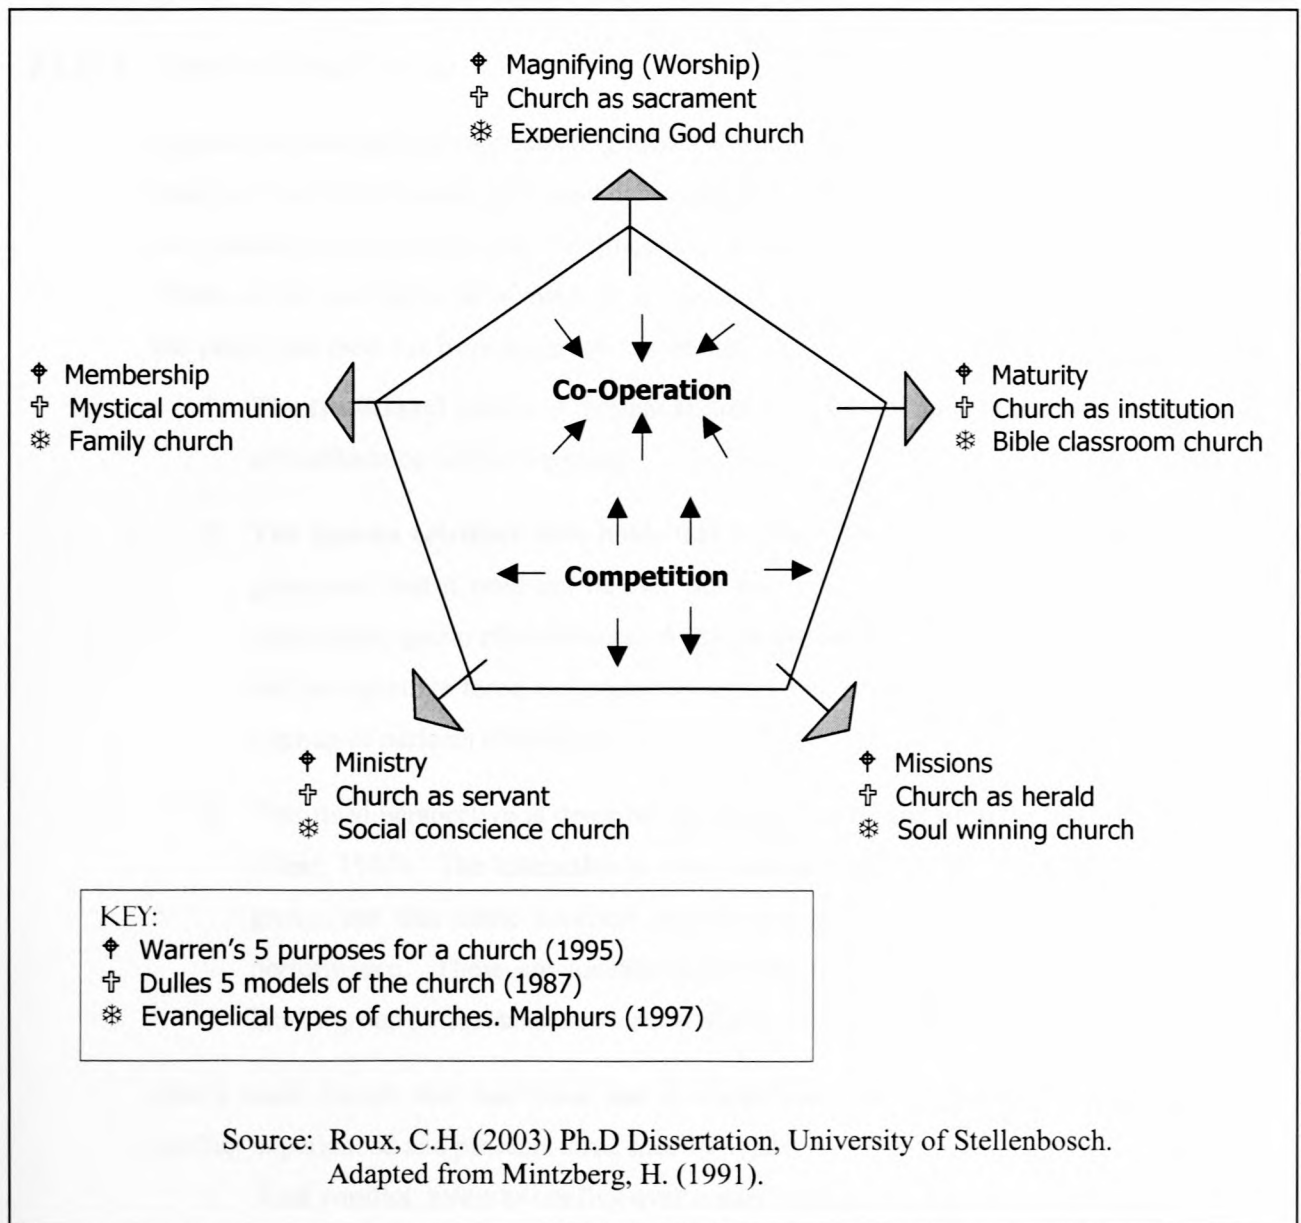 Magnifying (Worship)
Church as sacrament
Experiencing God church
Membership
Mystical communion
Family church
Co-Operation
Maturity
Church as institution
Bible classroom church
Competition
Ministry
Church as servant
Social conscience church
Missions
Church as herald
Soul winning church
KEY:
Warren's 5 purposes for a church (1995)
Dulles 5 models of the church (1987)
Evangelical types of churches. Malphurs (1997)
Source: Roux, C.H. (2003) Ph.D Dissertation, University of Stellenbosch.
Adapted from Mintzberg, H. (1991).